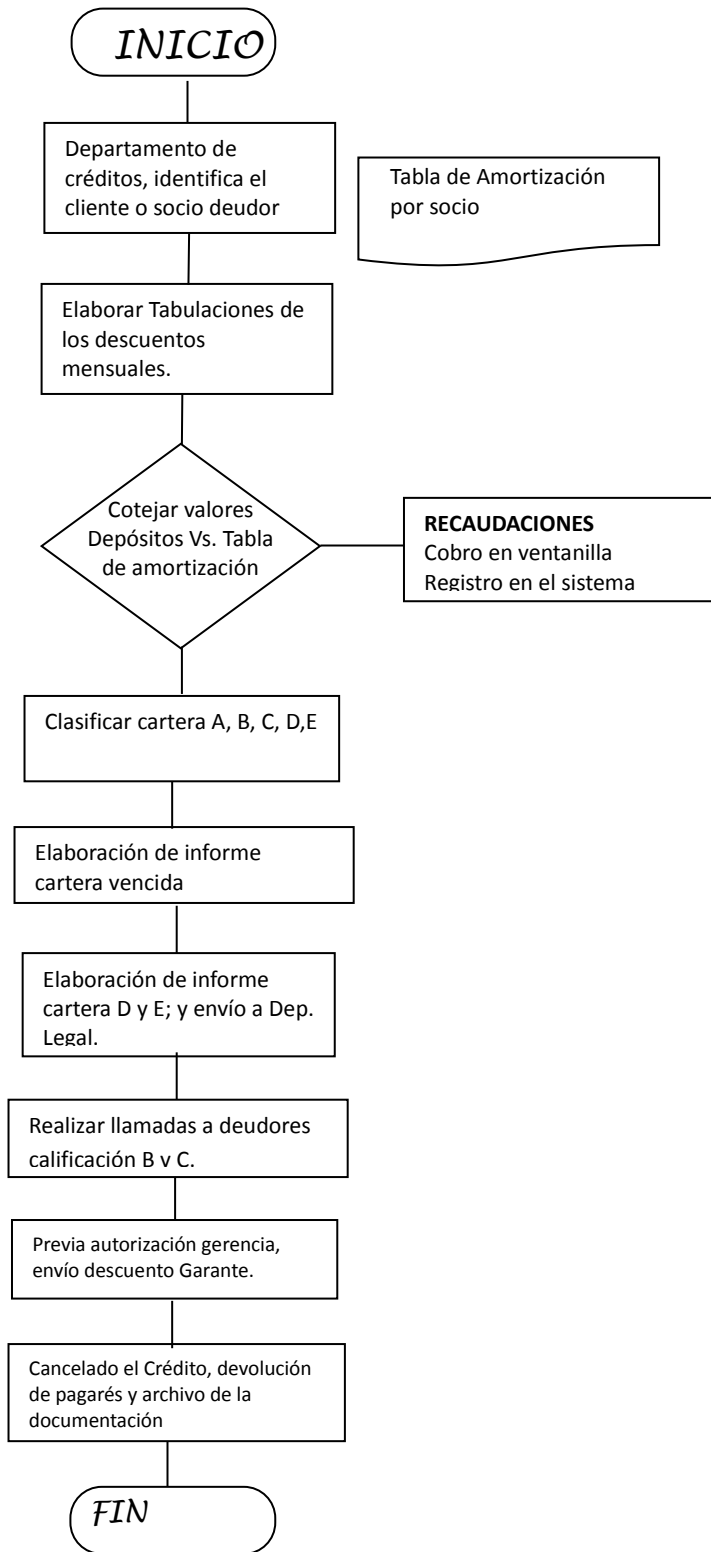 INICIO
Departamento de
créditos, identifica el
cliente o socio deudor
Tabla de Amortización
por socio
Elaborar Tabulaciones de
los descuentos
mensuales.
Cotejar valores
Depósitos Vs. Tabla
de amortización
RECAUDACIONES
Cobro en ventanilla
Registro en el sistema
Clasificar cartera A, B, C, D,E
Elaboración de informe
cartera vencida
Elaboración de informe
cartera D y E; y envío a Dep.
Legal.
Realizar llamadas a deudores
calificación B y C.
Previa autorización gerencia,
envío descuento Garante.
Cancelado el Crédito, devolución
de pagarés y archivo de la
documentación
FIN